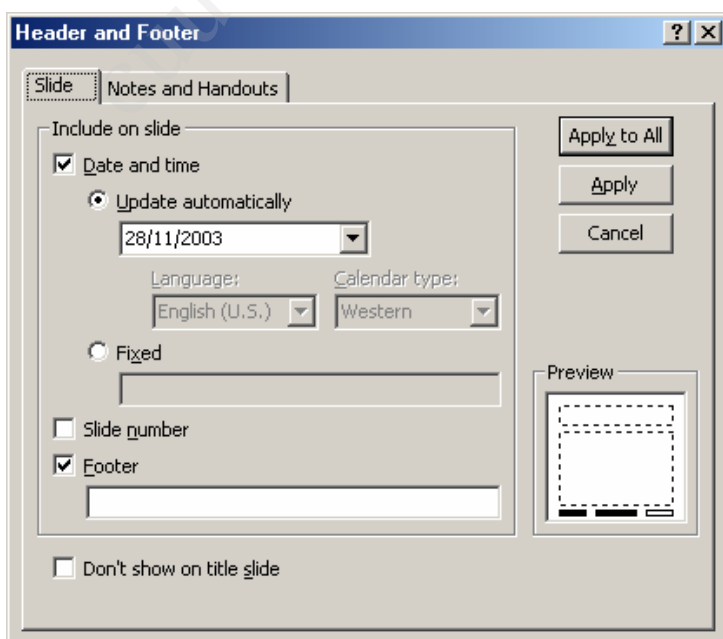 Header and Footer
Slide
Notes and Handouts
Include on slide
Date and time
Update automatically
28/11/2003
Language:
Calendar type:
English (U.S.)
Western
Fixed
Slide number
Footer
Don't show on title slide
Apply to All
Apply
Cancel
Preview